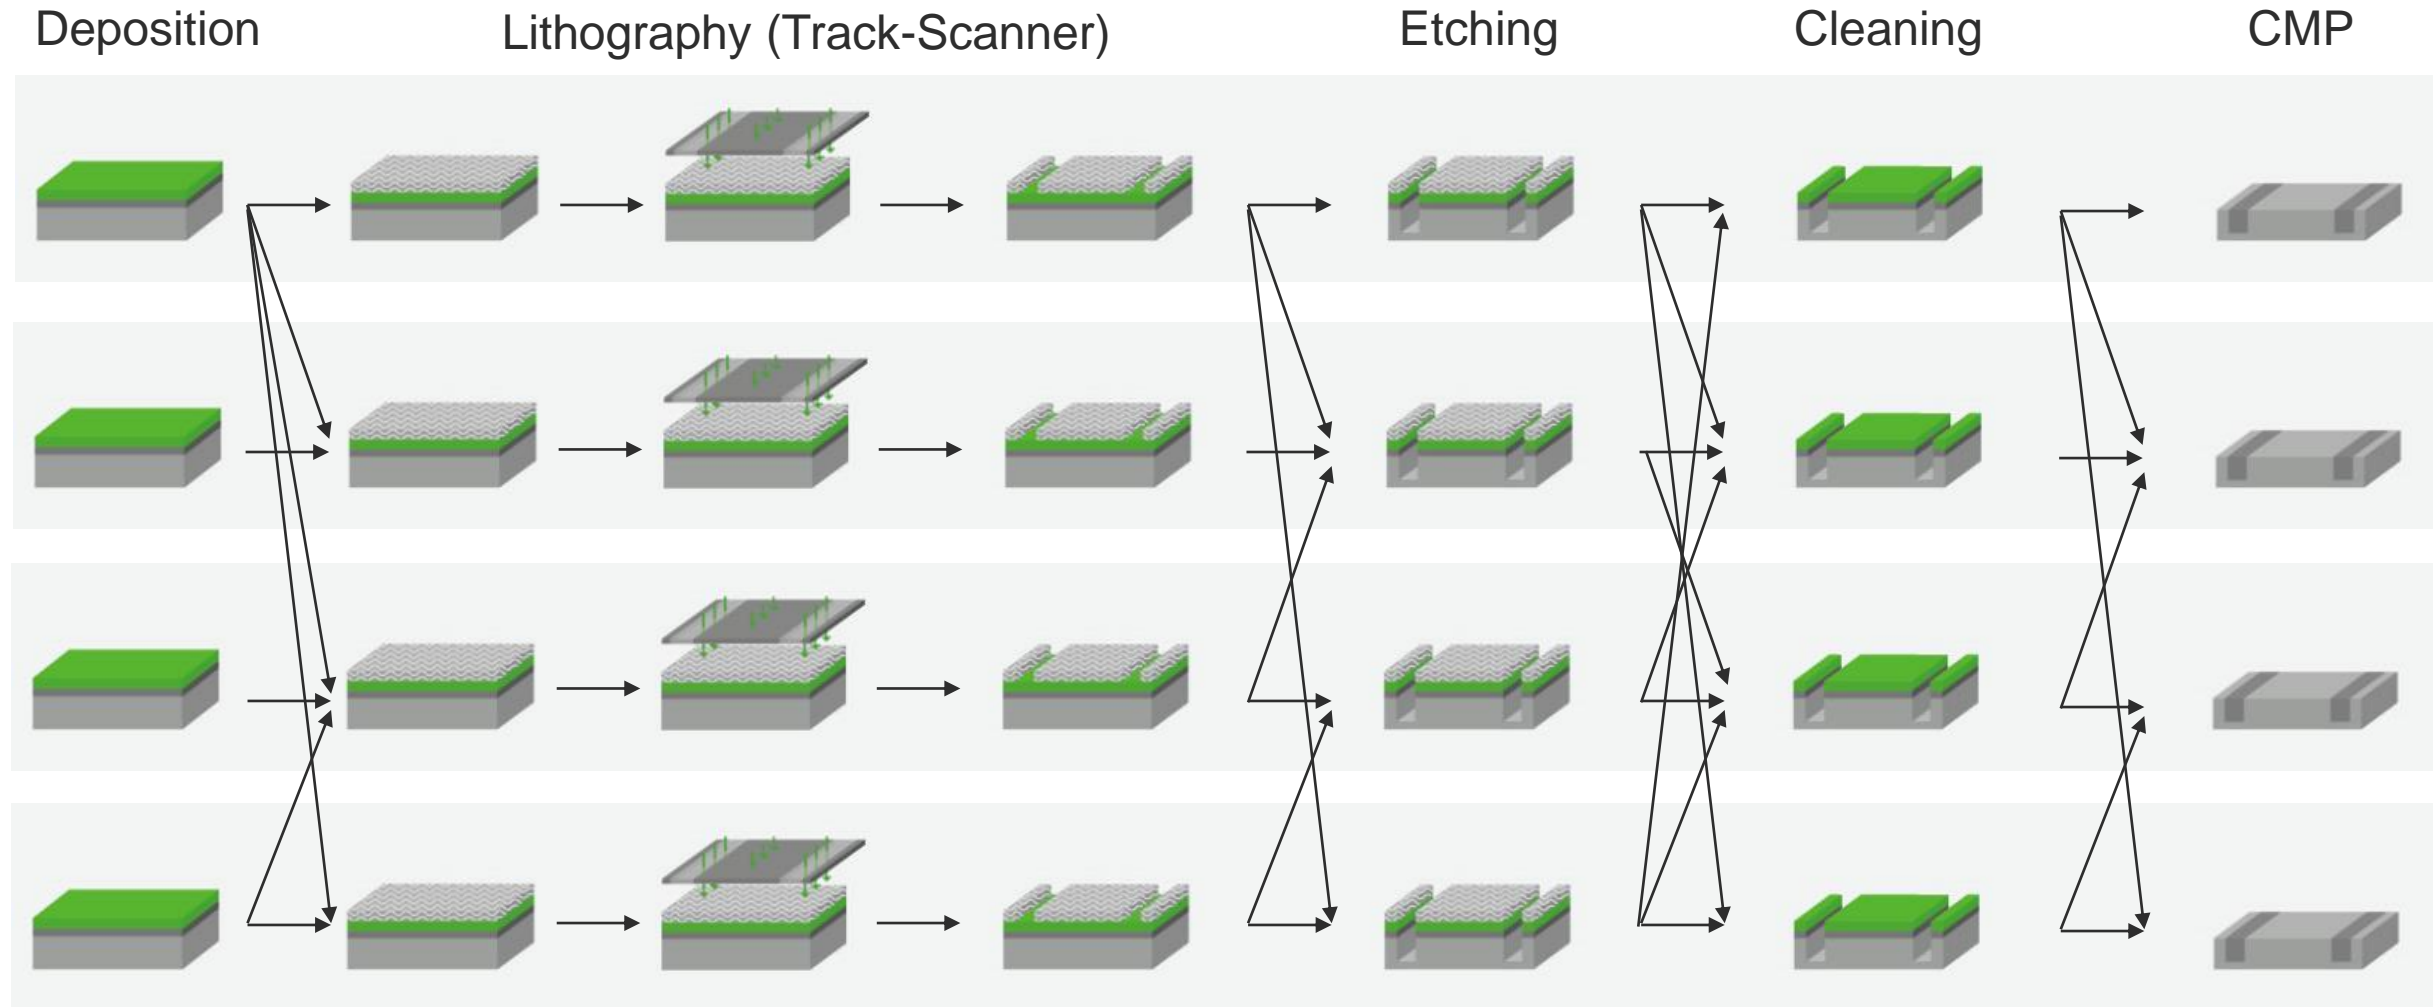 Deposition
Lithography (Track-Scanner)
Etching
Cleaning
CMP